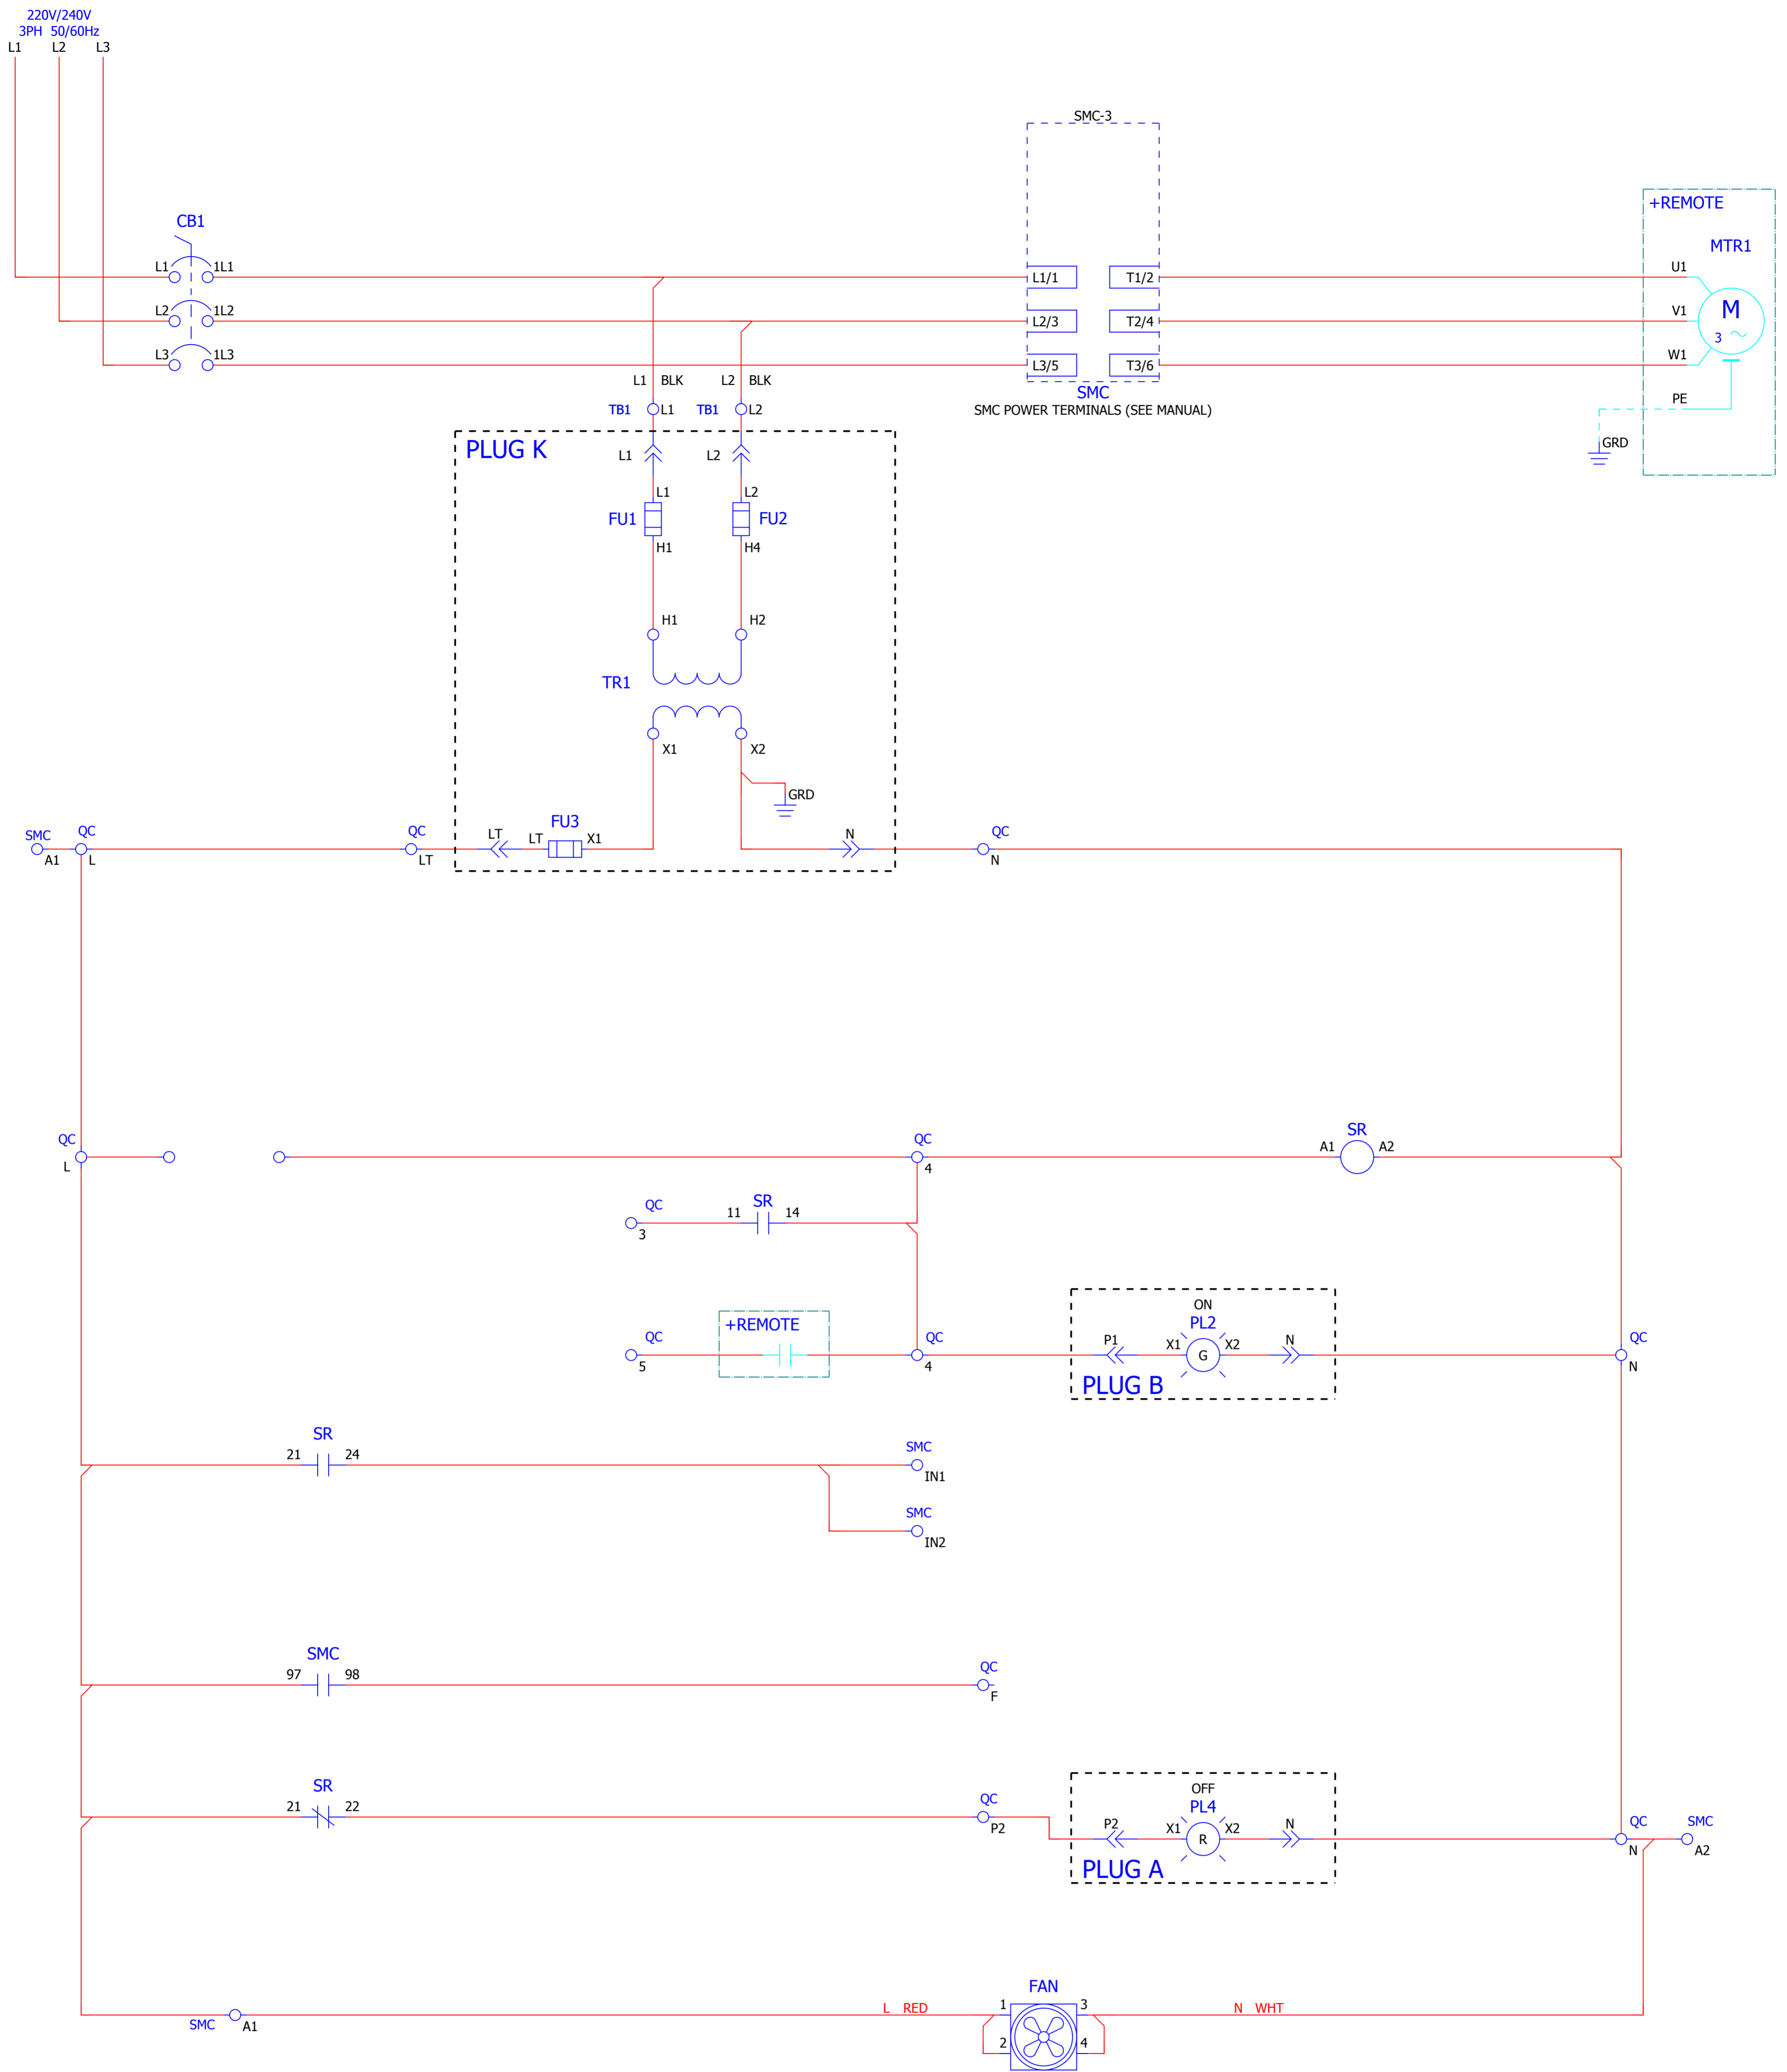 220V/240V
3PH 50/60Hz
L1 L2 L3
SMC-3
+REMOTE
MTR1
CB1
L1 1L1
L1/1 T1/2
U1
L2 1L2
L2/3 T2/4
V1
M
3
L3 1L3
L3/5 T3/6
W1
SMC
SMC POWER TERMINALS (SEE MANUAL)
PE
GRD
L1 BLK L2 BLK
TB1 L1 TB1 L2
PLUG K
L1 L2
L1 L2
FU1 FU2
H1 H4
H1 H2
TR1
X1 X2
GRD
SMC QC QC
A1 L LT
LT LT FU3 X1
N
QC
N
QC
L
QC
4
SR
A1 A2
QC
3
SR
11 14
QC
5
+REMOTE
QC
4
ON
PL2
P1 X1 G X2 N
PLUG B
QC
N
SR
21 24
SMC
IN1
SMC
IN2
SMC
97 98
QC
F
SR
21 22
QC
P2
OFF
PL4
P2 X1 R X2 N
PLUG A
QC SMC
N A2
FAN
SMC A1
L RED
1 3
2 4
N WHT